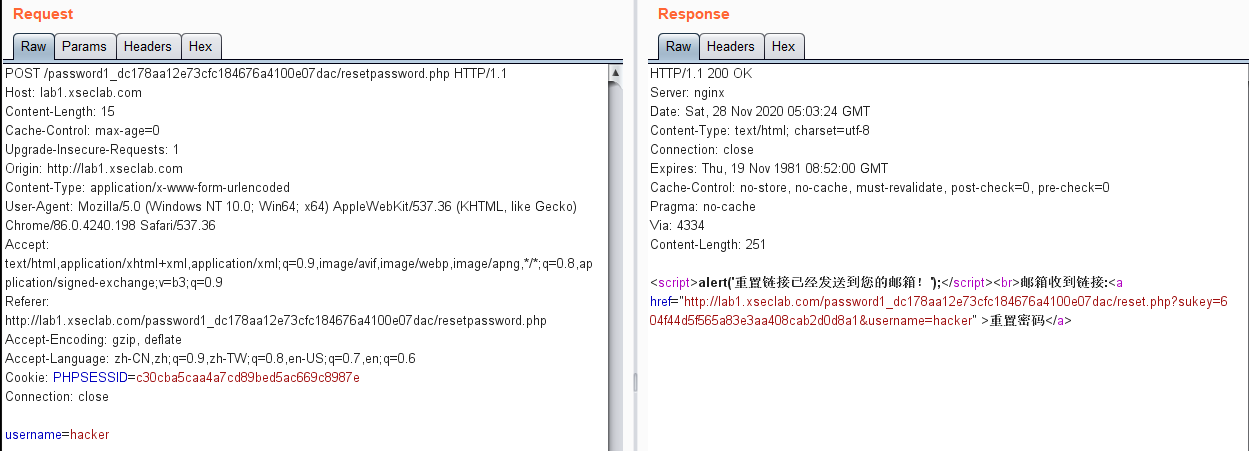 Request
Raw Params Headers Hex
POST /password1_dc178aa12e73cfc184676a4100e07dac/resetpassword.php HTTP/1.1
Host: lab1.xseclab.com
Content-Length: 15
Cache-Control: max-age=0
Upgrade-Insecure-Requests: 1
Origin: http://lab1.xseclab.com
Content-Type: application/x-www-form-urlencoded
User-Agent: Mozilla/5.0 (Windows NT 10.0; Win64; x64) AppleWebKit/537.36 (KHTML, like Gecko)
Chrome/86.0.4240.198 Safari/537.36
Accept:
text/html,application/xhtml+xml,application/xml;q=0.9,image/avif,image/webp,image/apng,*/*;q=0.8,ap
plication/signed-exchange;v=b3;q=0.9
Referer:
http://lab1.xseclab.com/password1_dc178aa12e73cfc184676a4100e07dac/resetpassword.php
Accept-Encoding: gzip, deflate
Accept-Language: zh-CN,zh;q=0.9,zh-TW;q=0.8,en-US;q=0.7,en;q=0.6
Cookie: PHPSESSID=c30cba5caa4a7cd89bed5ac669c8987e
Connection: close
username=hacker
Response
Raw Headers Hex
HTTP/1.1 200 OK
Server: nginx
Date: Sat, 28 Nov 2020 05:03:24 GMT
Content-Type: text/html; charset=utf-8
Connection: close
Expires: Thu, 19 Nov 1981 08:52:00 GMT
Cache-Control: no-store, no-cache, must-revalidate, post-check=0, pre-check=0
Pragma: no-cache
Via: 4334
Content-Length: 251
<script>alert('重置链接已经发送到您的邮箱！');</script><br>邮箱收到链接:<a
href="http://lab1.xseclab.com/password1_dc178aa12e73cfc184676a4100e07dac/reset.php?sukey=6
04f44d5f565a83e3aa408cab2d0d8a1&username=hacker" >重置密码</a>